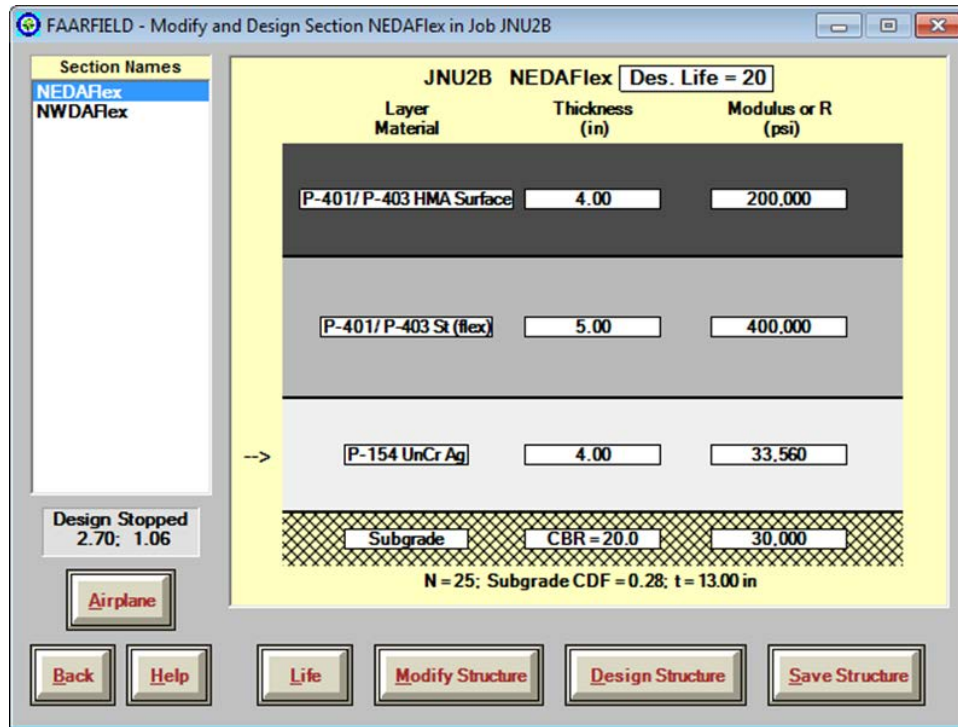 FAARFIELD - Modify and Design Section NEDAFlex in Job JNU2B
Section Names
NEDAFlex
NWDAFlex
JNU2B NEDAFlex Des. Life = 20
Layer Material Thickness (in) Modulus or R (psi)
P-401/ P-403 HMA Surface 4.00 200,000
P-401/ P-403 St (flex) 5.00 400,000
--> P-154 UnCr Ag 4.00 33,560
Subgrade CBR = 20.0 30,000
N = 25; Subgrade CDF = 0.28; t = 13.00 in
Design Stopped
2.70; 1.06
Airplane
Back Help Life Modify Structure Design Structure Save Structure